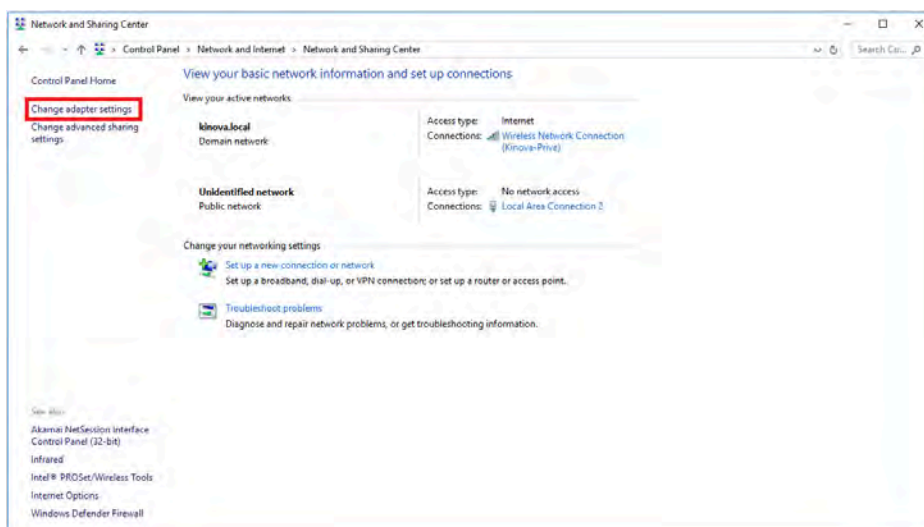 Network and Sharing Center
Control Panel > Network and Internet > Network and Sharing Center
Search Co...
Control Panel Home
Change adapter settings
Change advanced sharing
settings
View your basic network information and set up connections
View your active networks
kinova.local
Domain network
Access type: Internet
Connections: Wireless Network Connection
(Kinova-Prive)
Unidentified network
Public network
Access type: No network access
Connections: Local Area Connection 2
Change your networking settings
Set up a new connection or network
Set up a broadband, dial-up, or VPN connection; or set up a router or access point.
Troubleshoot problems
Diagnose and repair network problems, or get troubleshooting information.
See also
Akamai NetSession Interface
Control Panel (32-bit)
Infrared
Intel® PROSet/Wireless Tools
Internet Options
Windows Defender Firewall